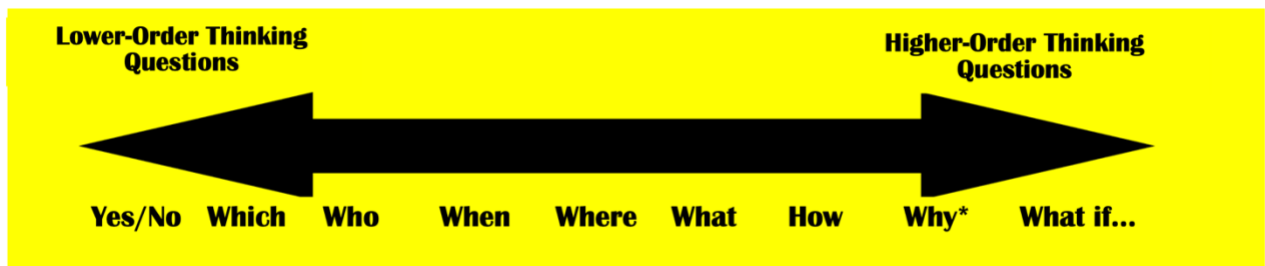 Lower-Order Thinking
Questions
Higher-Order Thinking
Questions
Yes/No Which Who When Where What How Why* What if...